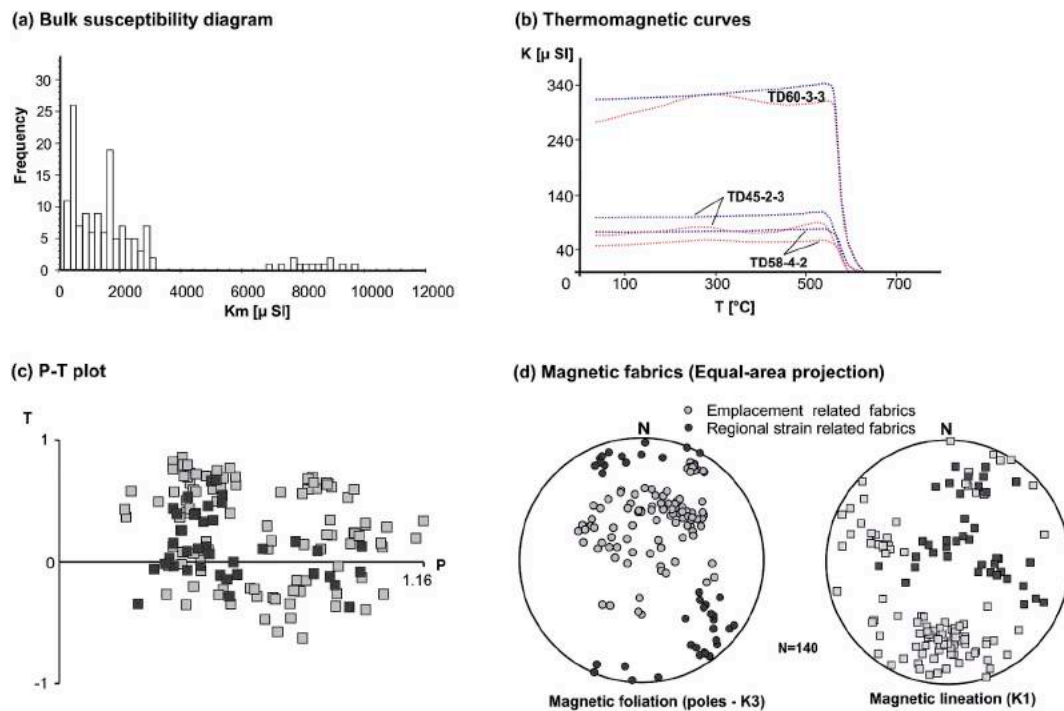 (a) Bulk susceptibility diagram
Frequency
30
25
20
15
10
5
0
0 2000 4000 6000 8000 10000 12000
Km [μ SI]
(b) Thermomagnetic curves
K [μ SI]
340
240
140
40
TD60-3-3
TD45-2-3
TD58-4-2
100 300 500 700
T [°C]
(c) P-T plot
T
1
0
-1
P
1.16
(d) Magnetic fabrics (Equal-area projection)
Emplacement related fabrics
Regional strain related fabrics
N
N
N=140
Magnetic foliation (poles - K3)
Magnetic lineation (K1)